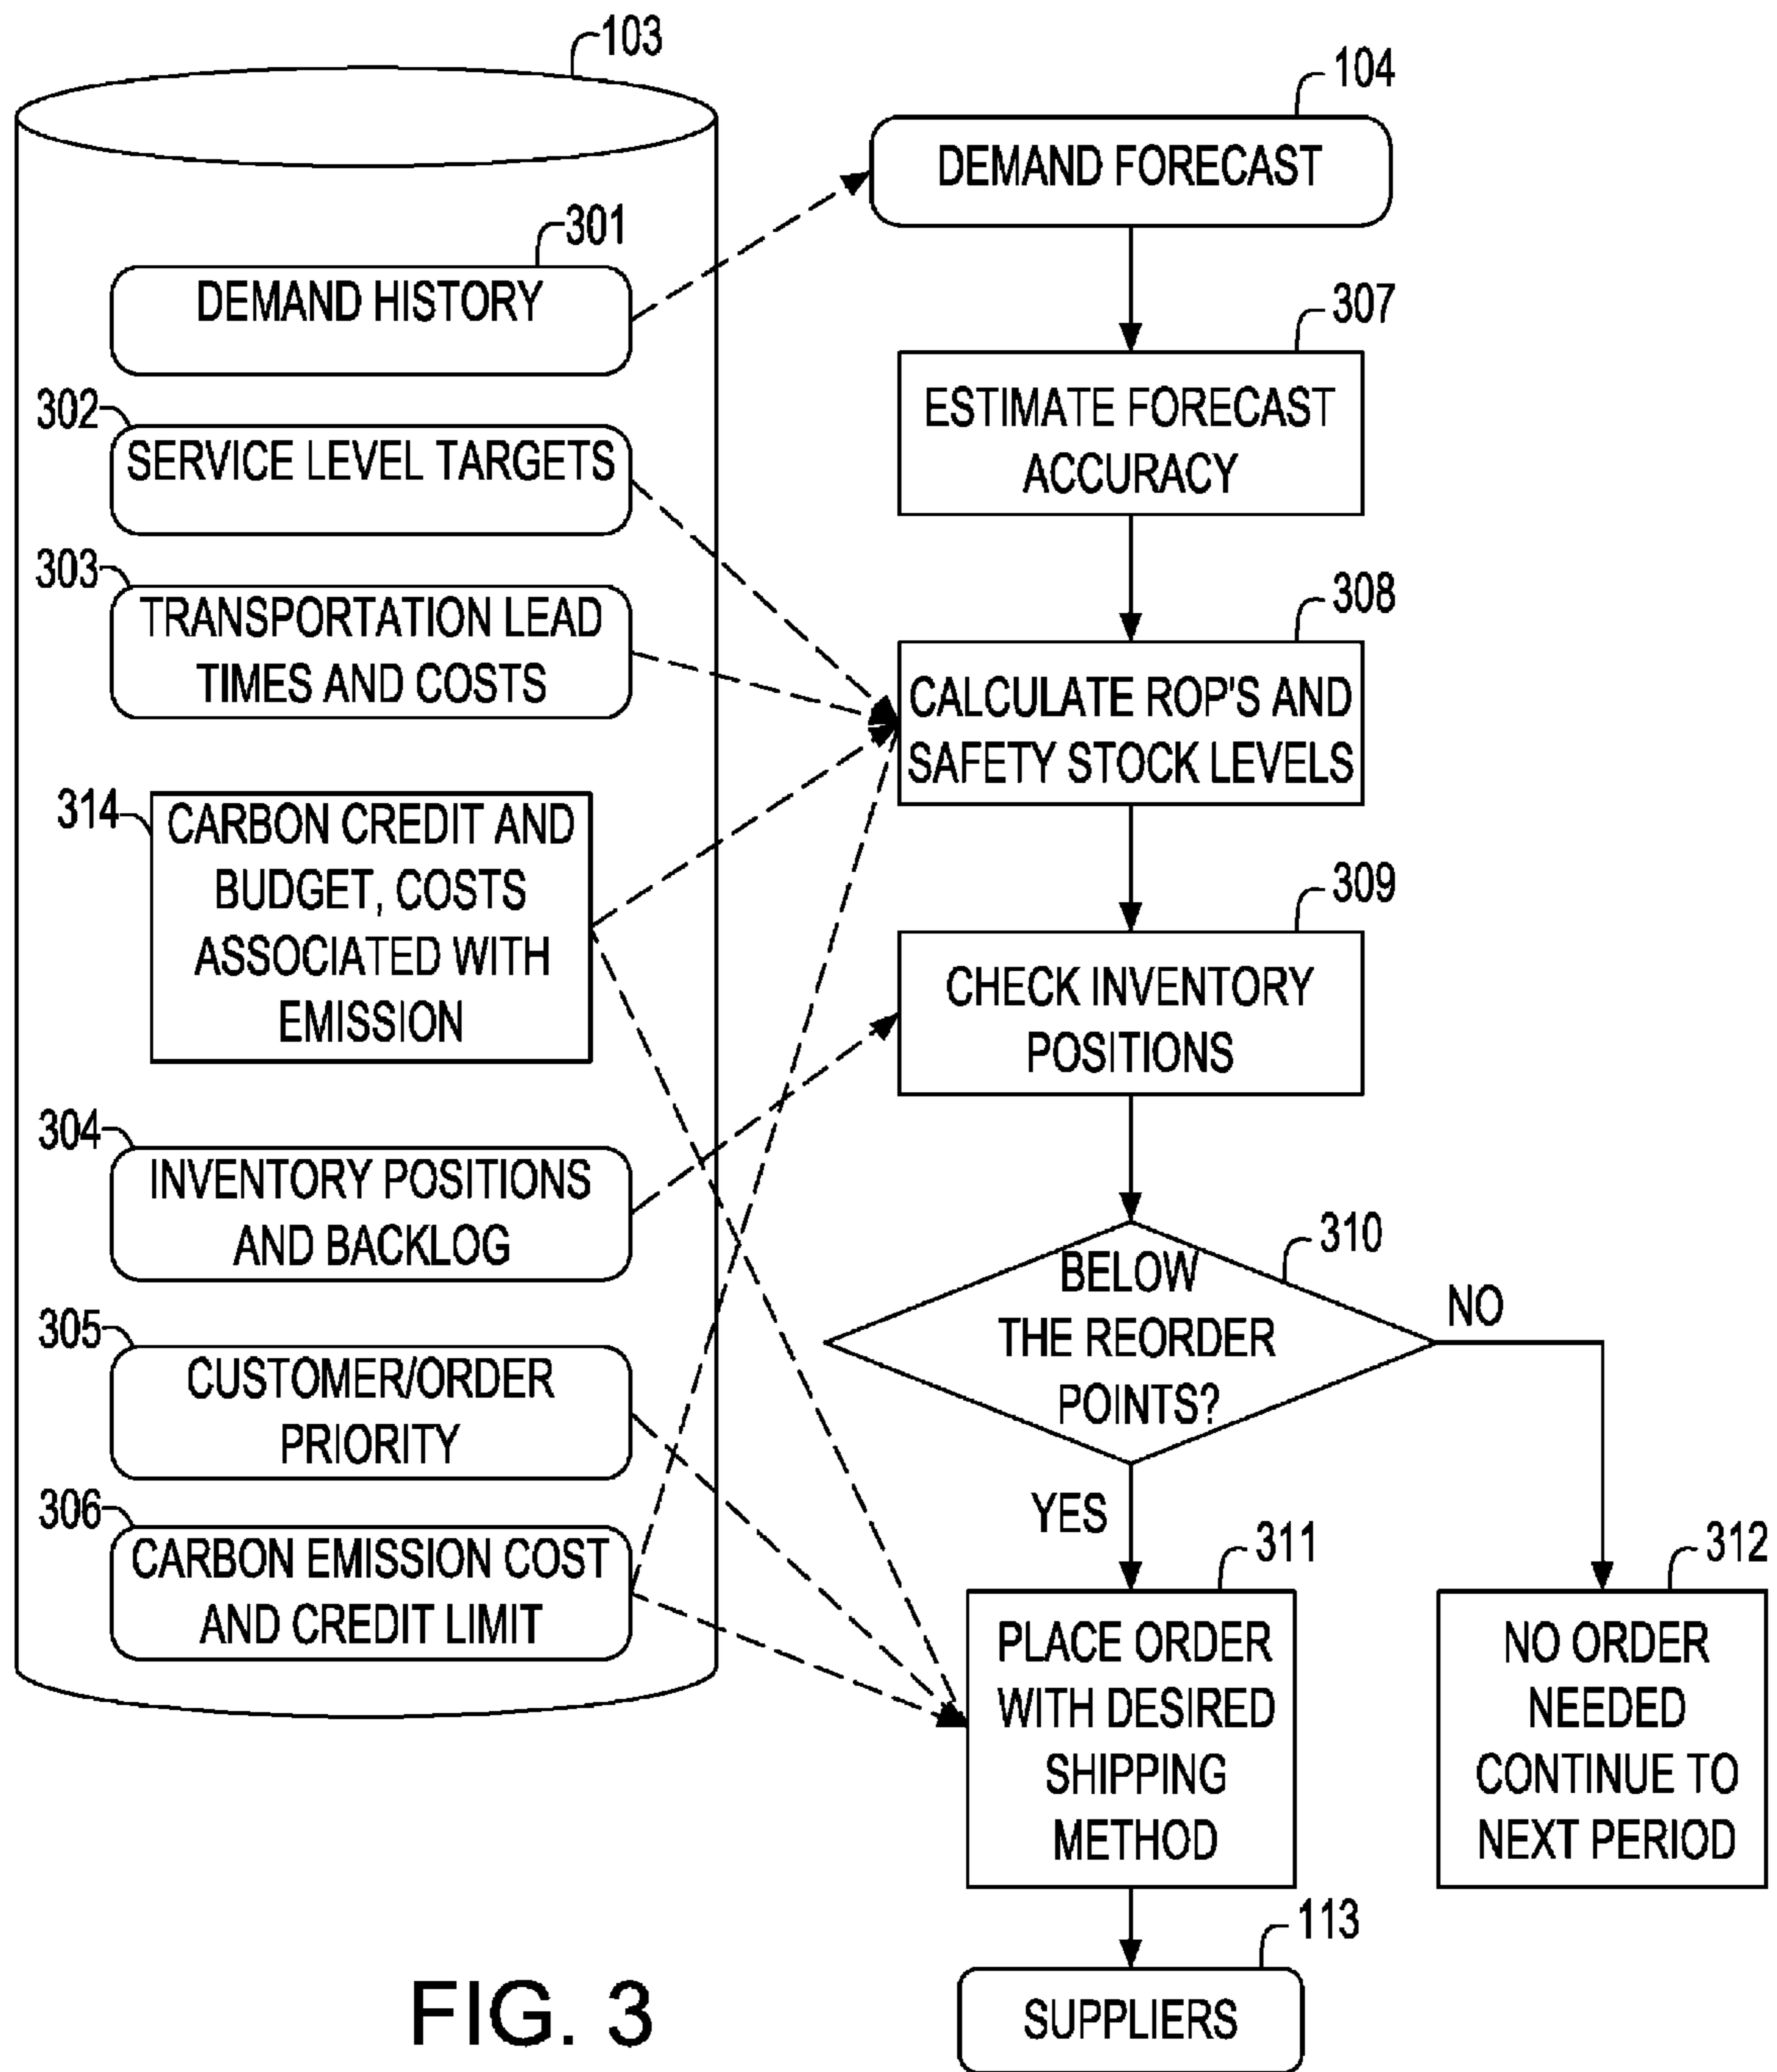 103
301
DEMAND HISTORY
302
SERVICE LEVEL TARGETS
303
TRANSPORTATION LEAD
TIMES AND COSTS
314
CARBON CREDIT AND
BUDGET, COSTS
ASSOCIATED WITH
EMISSION
304
INVENTORY POSITIONS
AND BACKLOG
305
CUSTOMER/ORDER
PRIORITY
306
CARBON EMISSION COST
AND CREDIT LIMIT
104
DEMAND FORECAST
307
ESTIMATE FORECAST
ACCURACY
308
CALCULATE ROP'S AND
SAFETY STOCK LEVELS
309
CHECK INVENTORY
POSITIONS
310
BELOW
THE REORDER
POINTS?
NO
YES
311
PLACE ORDER
WITH DESIRED
SHIPPING
METHOD
312
NO ORDER
NEEDED
CONTINUE TO
NEXT PERIOD
113
SUPPLIERS
FIG. 3